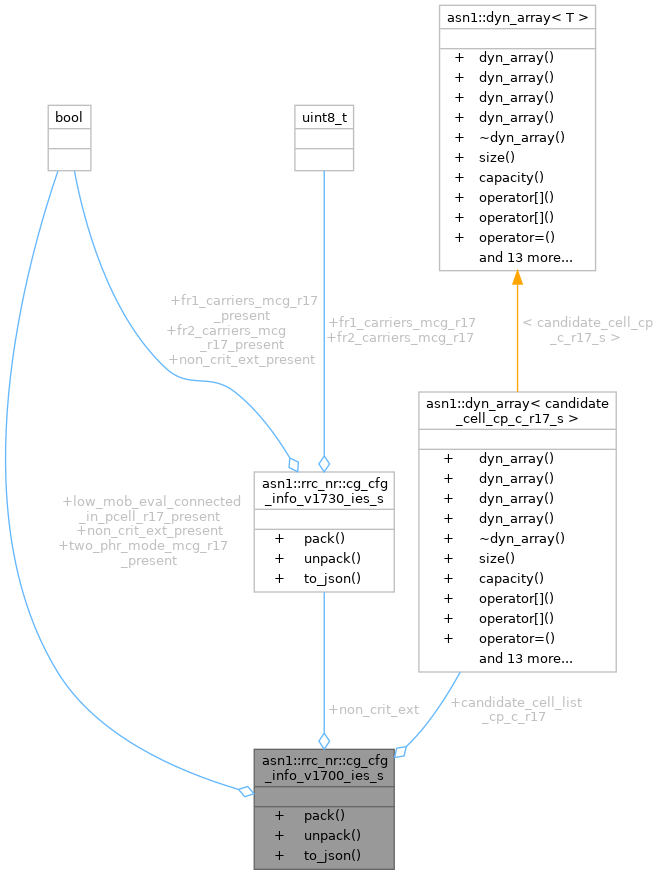 asn1::dyn_array< T >
+ dyn_array()
+ dyn_array()
+ dyn_array()
+ dyn_array()
+ ~dyn_array()
+ size()
+ capacity()
+ operator[]()
+ operator[]()
+ operator=()
and 13 more...
bool
uint8_t
+fr1_carriers_mcg_r17
_present
+fr2_carriers_mcg
_r17_present
+non_crit_ext_present
+fr1_carriers_mcg_r17
+fr2_carriers_mcg_r17
< candidate_cell_cp
_c_r17_s >
asn1::dyn_array< candidate
_cell_cp_c_r17_s >
+ dyn_array()
+ dyn_array()
+ dyn_array()
+ dyn_array()
+ ~dyn_array()
+ size()
+ capacity()
+ operator[]()
+ operator[]()
+ operator=()
and 13 more...
asn1::rrc_nr::cg_cfg
_info_v1730_ies_s
+ pack()
+ unpack()
+ to_json()
+low_mob_eval_connected
_in_pcell_r17_present
+non_crit_ext_present
+two_phr_mode_mcg_r17
_present
+non_crit_ext
+candidate_cell_list
_cp_c_r17
asn1::rrc_nr::cg_cfg
_info_v1700_ies_s
+ pack()
+ unpack()
+ to_json()